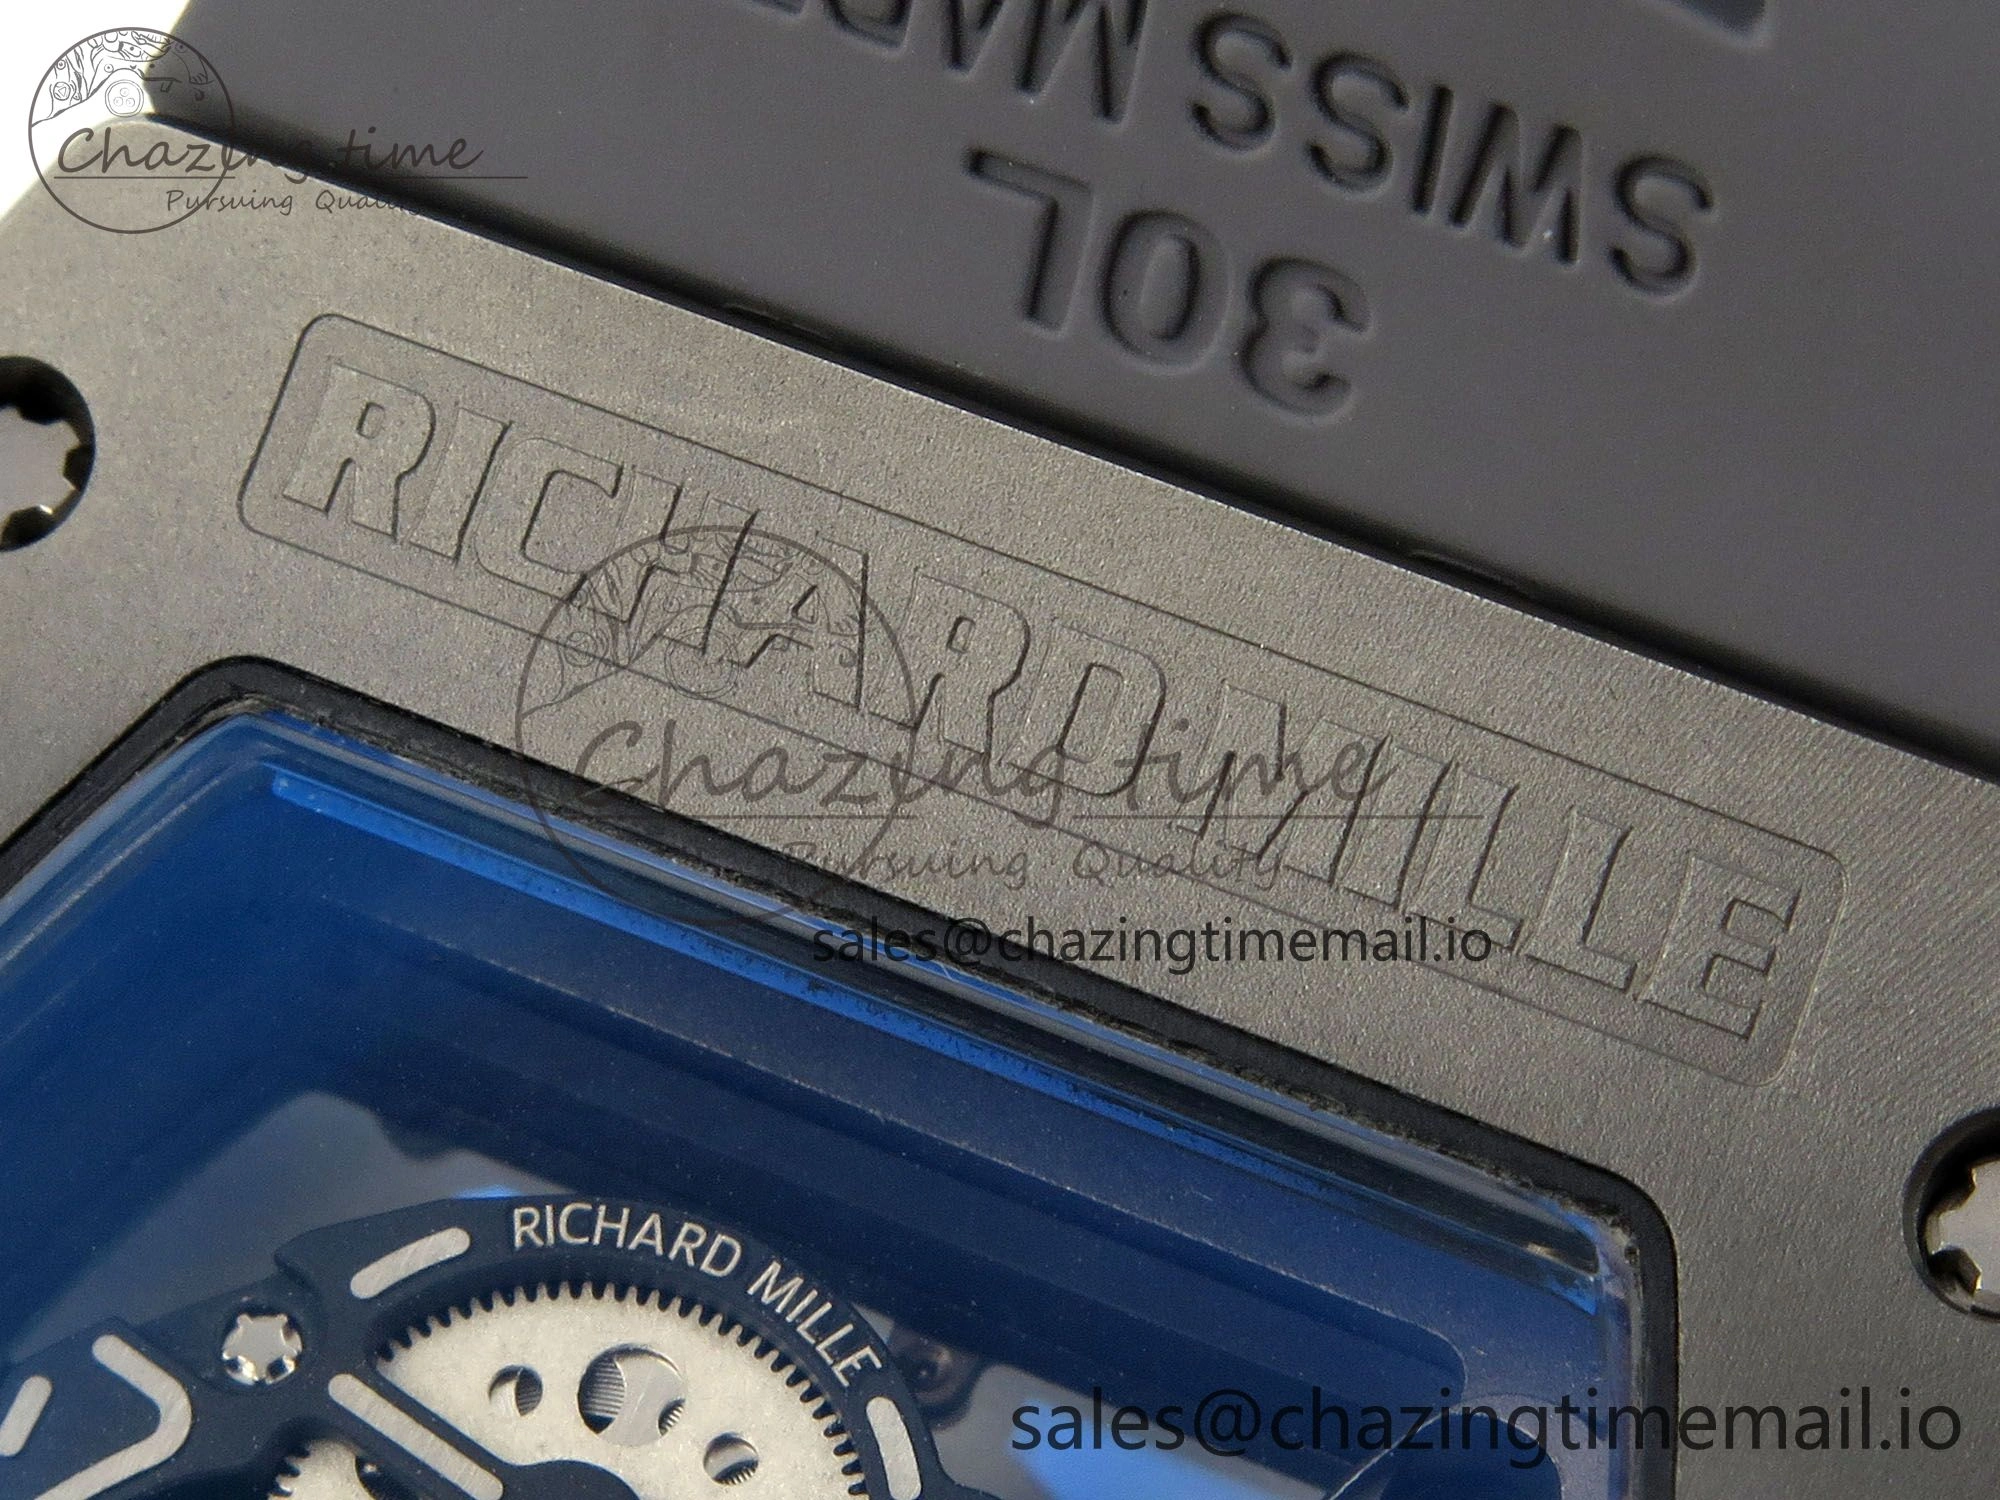 Chazing time
Pursuing Quality
SWISS MADE
30L
RICHARD MILLE
Chazing time
Pursuing Quality
sales@chazingtimemail.io
RICHARD MILLE
sales@chazingtimemail.io